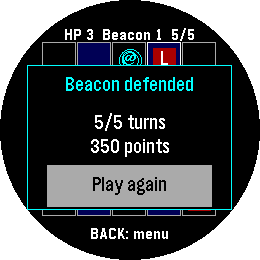 HP 3 Beacon 1 5/5
@ L
Beacon defended
5/5 turns
350 points
Play again
BACK: menu